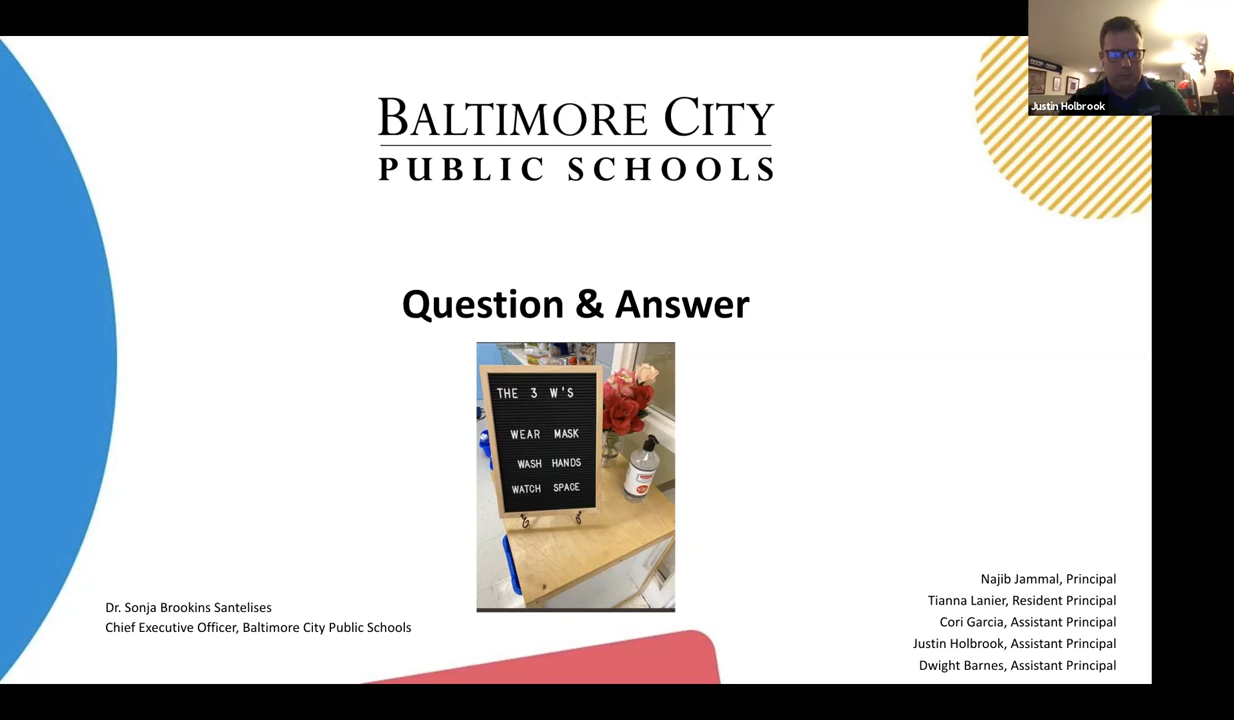 Justin Holbrook
BALTIMORE CITY
PUBLIC SCHOOLS
Question & Answer
THE 3 W'S
WEAR MASK
WASH HANDS
WATCH SPACE
Dr. Sonja Brookins Santelises
Chief Executive Officer, Baltimore City Public Schools
Najib Jammal, Principal
Tianna Lanier, Resident Principal
Cori Garcia, Assistant Principal
Justin Holbrook, Assistant Principal
Dwight Barnes, Assistant Principal